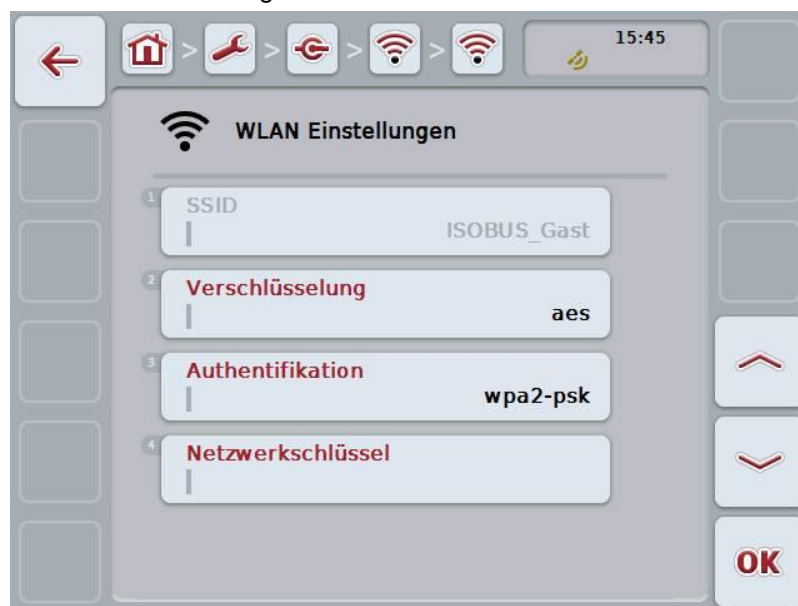 > > > >
15:45
WLAN Einstellungen
1
SSID
ISOBUS_Gast
2
Verschlüsselung
aes
3
Authentifikation
wpa2-psk
4
Netzwerkschlüssel
OK